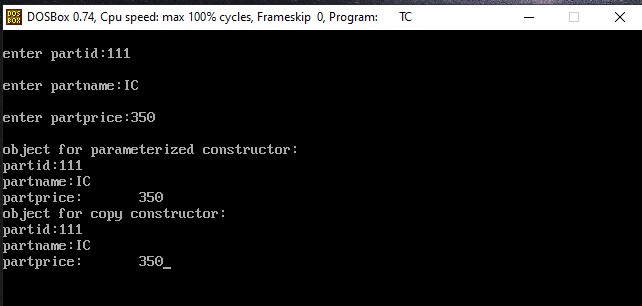 DOS BOX DOSBox 0.74, Cpu speed: max 100% cycles, Frameskip 0, Program: TC
enter partid:111
enter partname:IC
enter partprice:350
object for parameterized constructor:
partid:111
partname:IC
partprice: 350
object for copy constructor:
partid:111
partname:IC
partprice: 350_